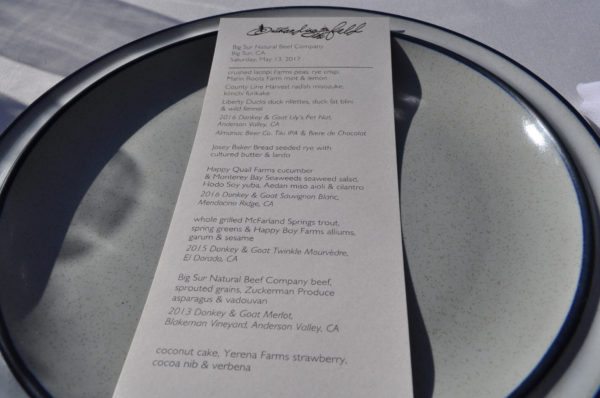 Outstanding in the field
Big Sur Natural Beef Company
Big Sur, CA
Saturday, May 13, 2017
crushed Iacopi Farms peas, rye crisp,
Marin Roots Farm mint & lemon
County Line Harvest radish misozuke,
kimchi furikake
Liberty Ducks duck rillettes, duck fat blini
& wild fennel
2016 Donkey & Goat Lily's Pet Nat,
Anderson Valley, CA
Almanac Beer Co. Tiki IPA & Biere de Chocolat
Josey Baker Bread seeded rye with
cultured butter & lardo
Happy Quail Farms cucumber
& Monterey Bay Seaweeds seaweed salsa,
Hodo Soy yuba, Aedan miso aioli & cilantro
2016 Donkey & Goat Sauvignon Blanc,
Mendocino Ridge, CA
whole grilled McFarland Springs trout,
spring greens & Happy Boy Farms alliums,
garum & sesame
2015 Donkey & Goat Twinkle Mourvèdre,
El Dorado, CA
Big Sur Natural Beef Company beef,
sprouted grains, Zuckerman Produce
asparagus & vadouvan
2013 Donkey & Goat Merlot,
Blakeman Vineyard, Anderson Valley, CA
coconut cake, Yerena Farms strawberry,
cocoa nib & verbena